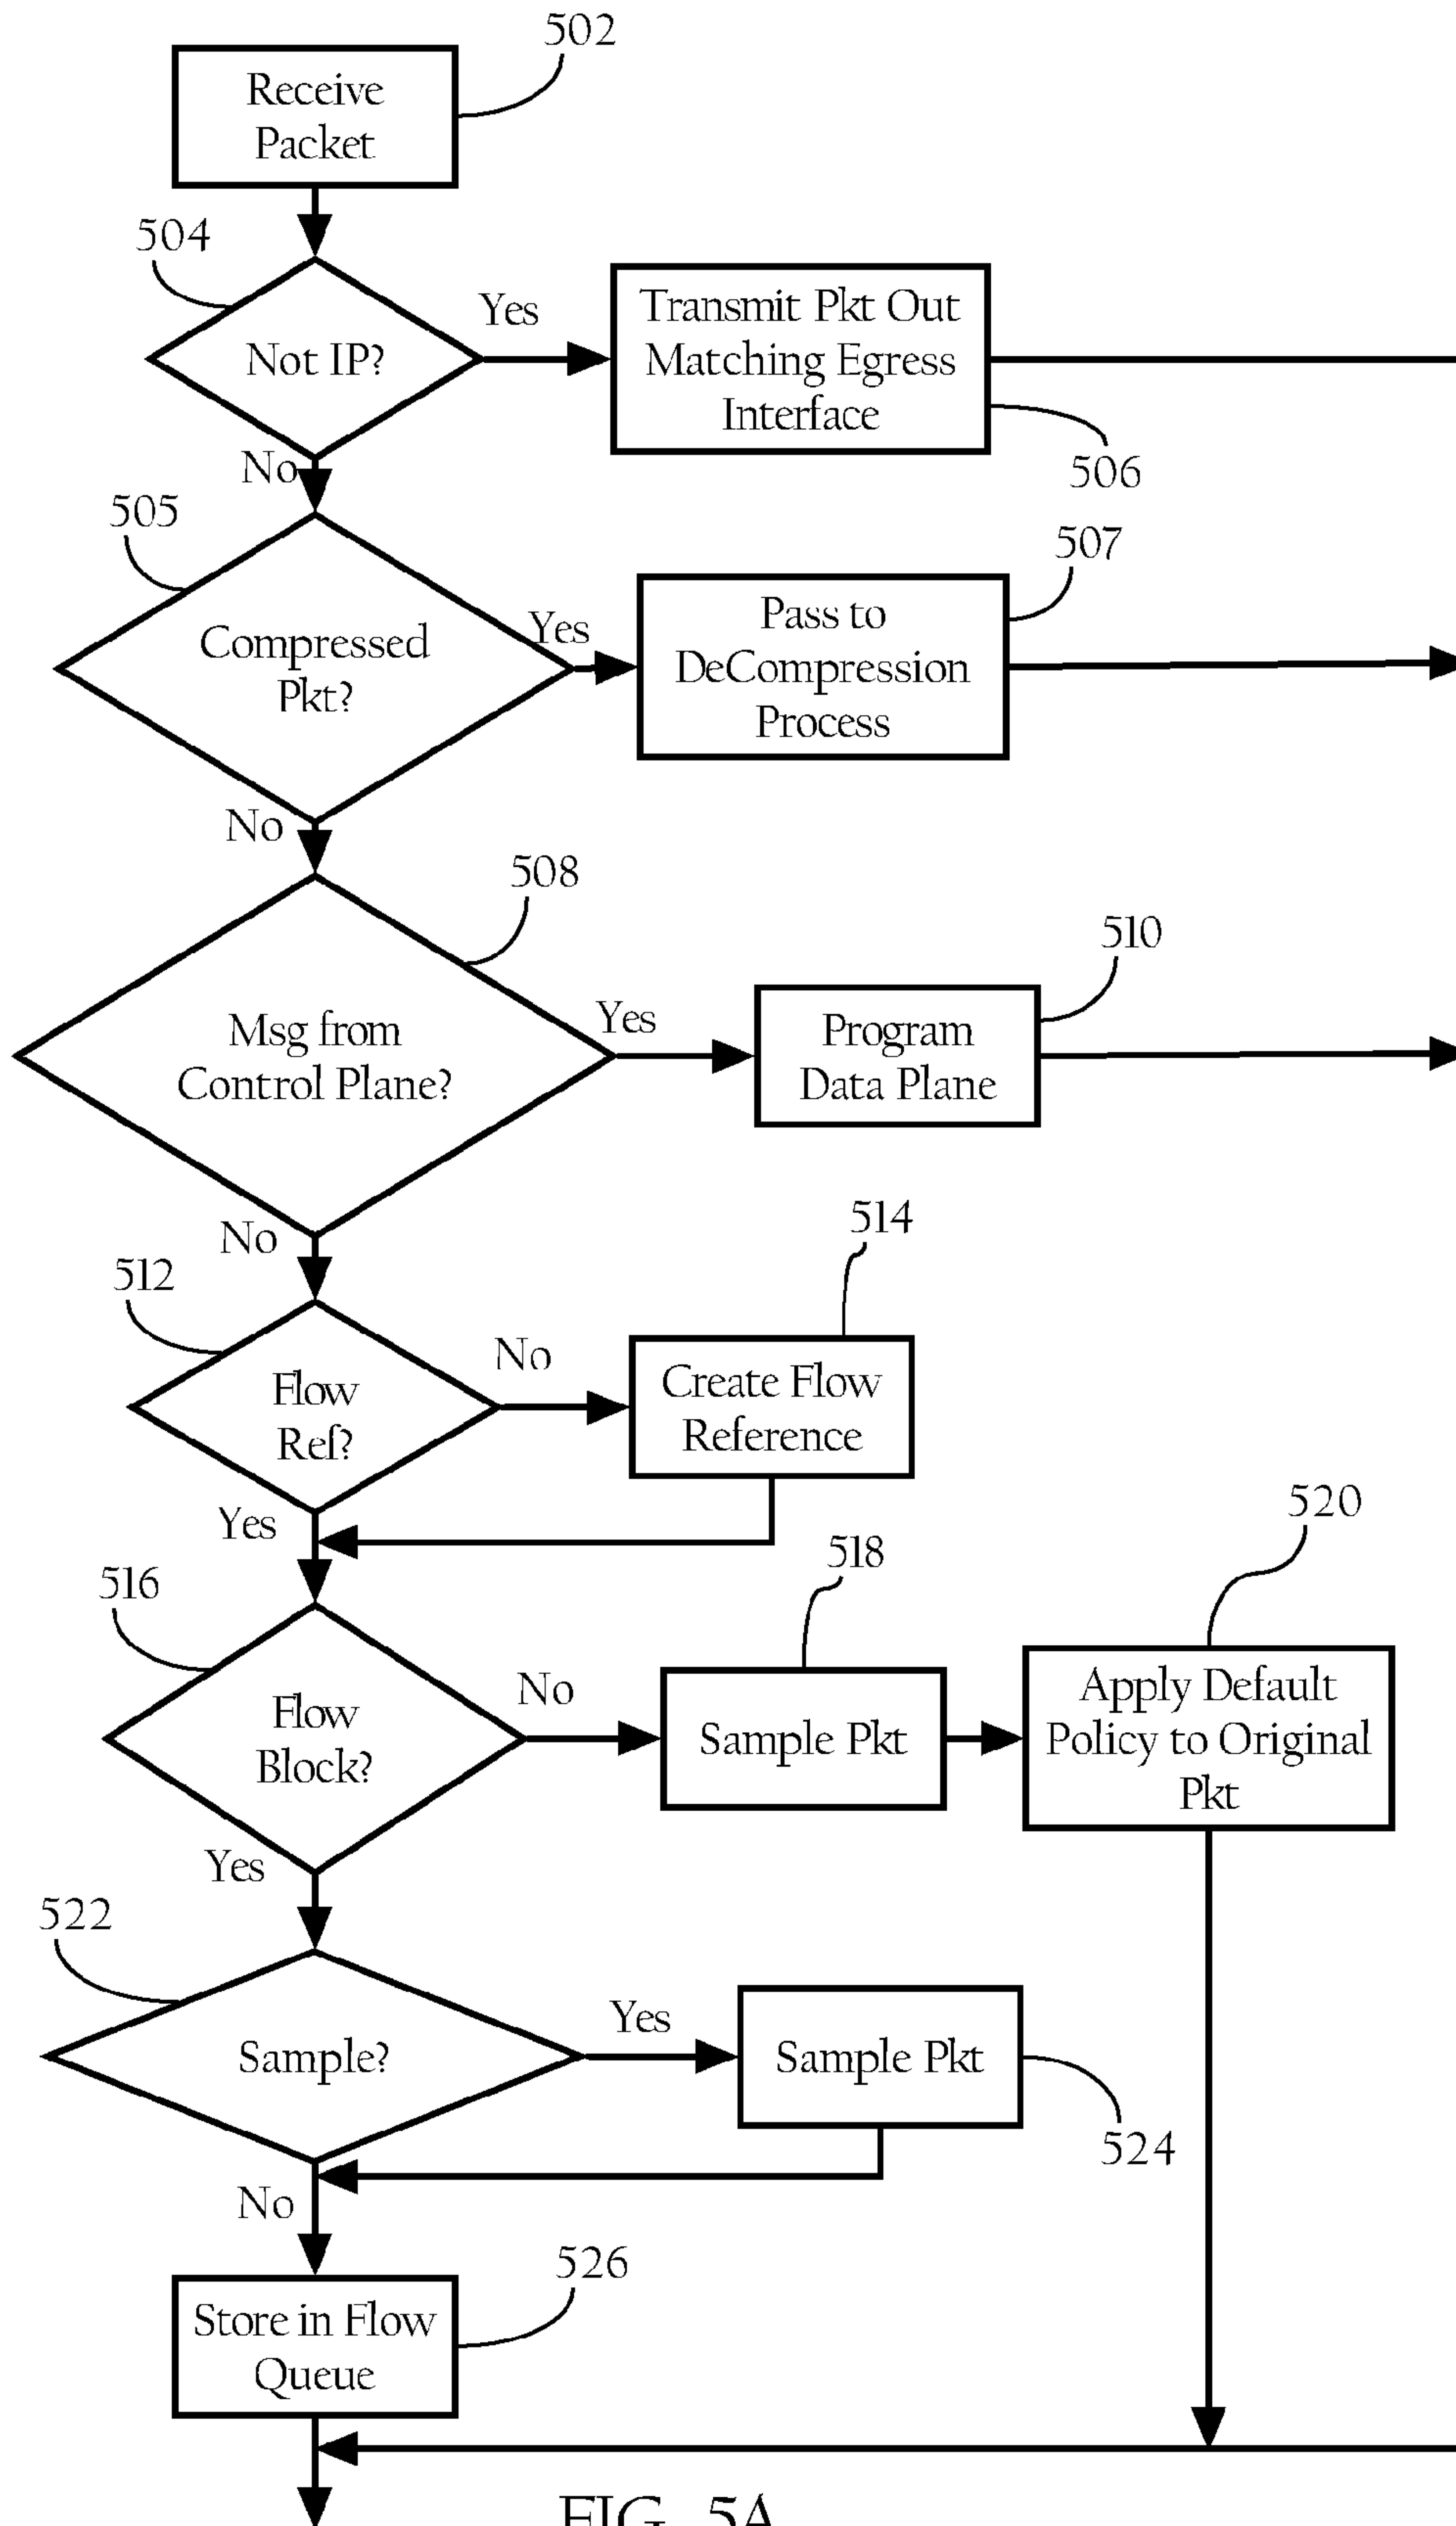 502
Receive
Packet
504
Not IP?
Yes
Transmit Pkt Out
Matching Egress
Interface
506
No
505
Compressed
Pkt?
Yes
507
Pass to
DeCompression
Process
No
508
Msg from
Control Plane?
Yes
510
Program
Data Plane
No
512
Flow
Ref?
No
514
Create Flow
Reference
Yes
516
Flow
Block?
No
518
Sample Pkt
520
Apply Default
Policy to Original
Pkt
Yes
522
Sample?
Yes
Sample Pkt
524
No
526
Store in Flow
Queue
FIG. 5A